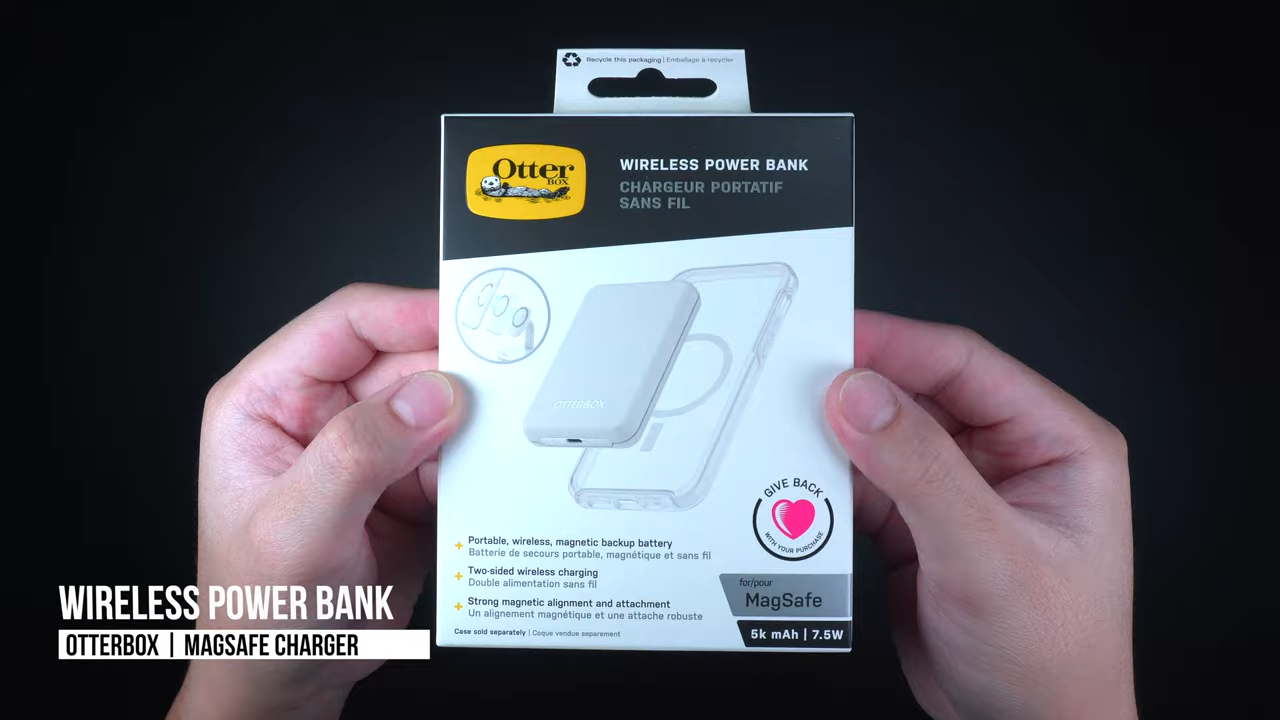 Recycle this packaging | Emballage à recycler
Otter
BOX
WIRELESS POWER BANK
CHARGEUR PORTATIF
SANS FIL
OTTERBOX
GIVE BACK
WITH YOUR PURCHASE
Portable, wireless, magnetic backup battery
Batterie de secours portable, magnétique et sans fil
Two-sided wireless charging
Double alimentation sans fil
Strong magnetic alignment and attachment
Un alignement magnétique et une attache robuste
Case sold separately | Coque vendue separement
for/pour
MagSafe
5k mAh | 7.5W
WIRELESS POWER BANK
OTTERBOX | MAGSAFE CHARGER